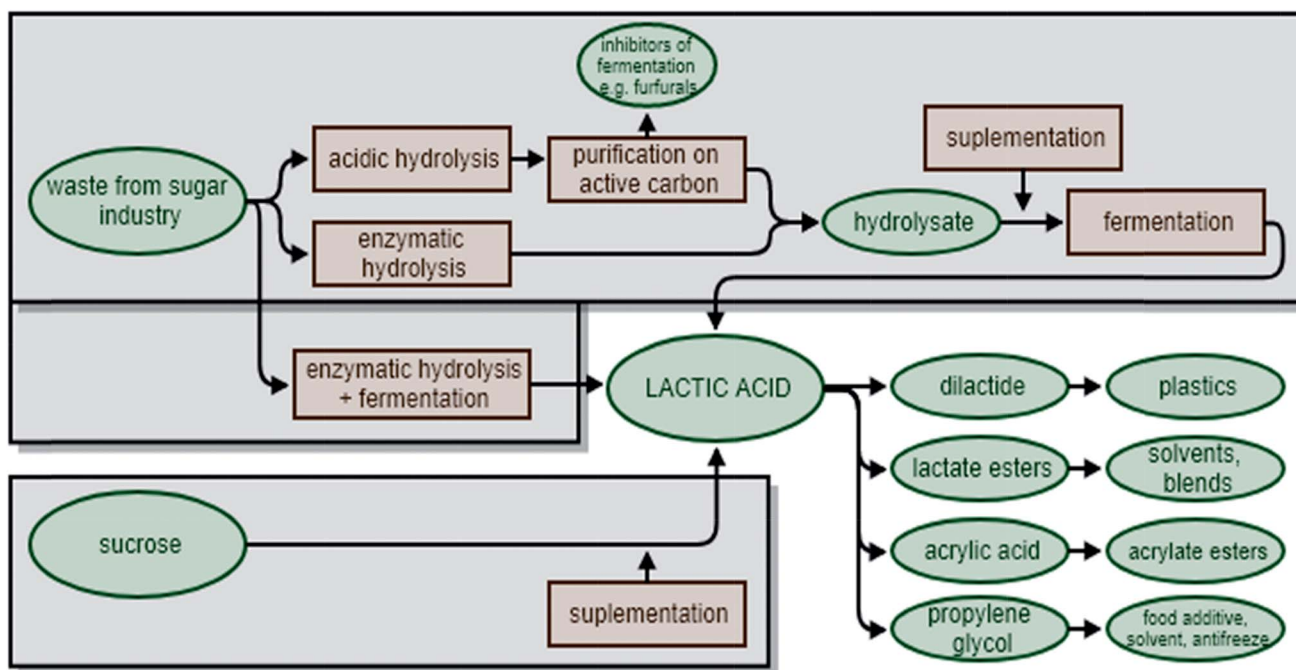 inhibitors of
fermentation
e.g. furfurals
suplementation
acidic hydrolysis
purification on
active carbon
waste from sugar
industry
hydrolysate
fermentation
enzymatic
hydrolysis
enzymatic hydrolysis
+ fermentation
LACTIC ACID
dilactide
plastics
lactate esters
solvents,
blends
sucrose
acrylic acid
acrylate esters
suplementation
propylene
glycol
food additive,
solvent, antifreeze